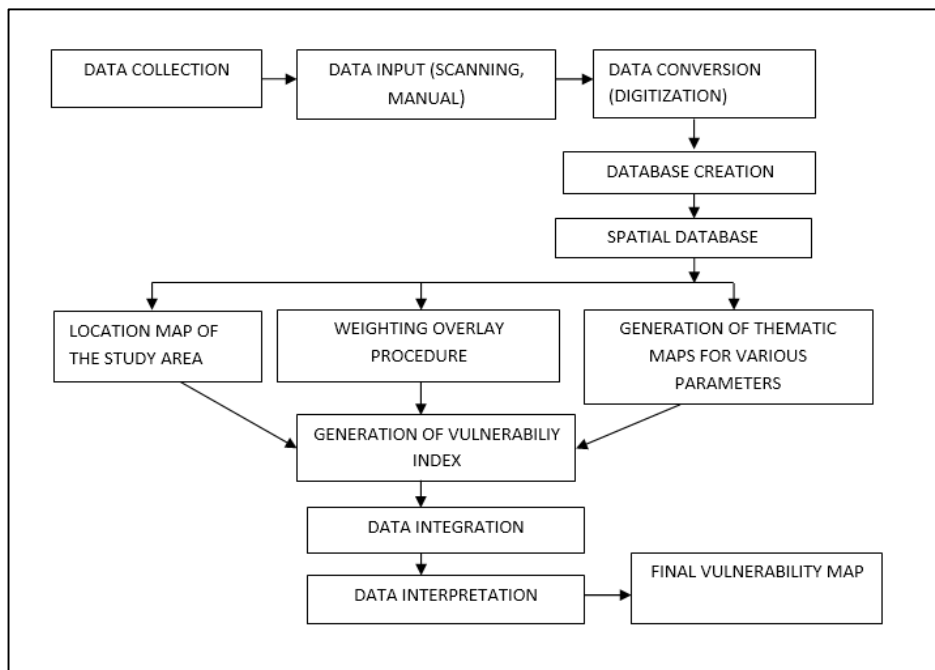 DATA COLLECTION
DATA INPUT (SCANNING,
MANUAL)
DATA CONVERSION
(DIGITIZATION)
DATABASE CREATION
SPATIAL DATABASE
LOCATION MAP OF
THE STUDY AREA
WEIGHTING OVERLAY
PROCEDURE
GENERATION OF THEMATIC
MAPS FOR VARIOUS
PARAMETERS
GENERATION OF VULNERABILIY
INDEX
DATA INTEGRATION
DATA INTERPRETATION
FINAL VULNERABILITY MAP